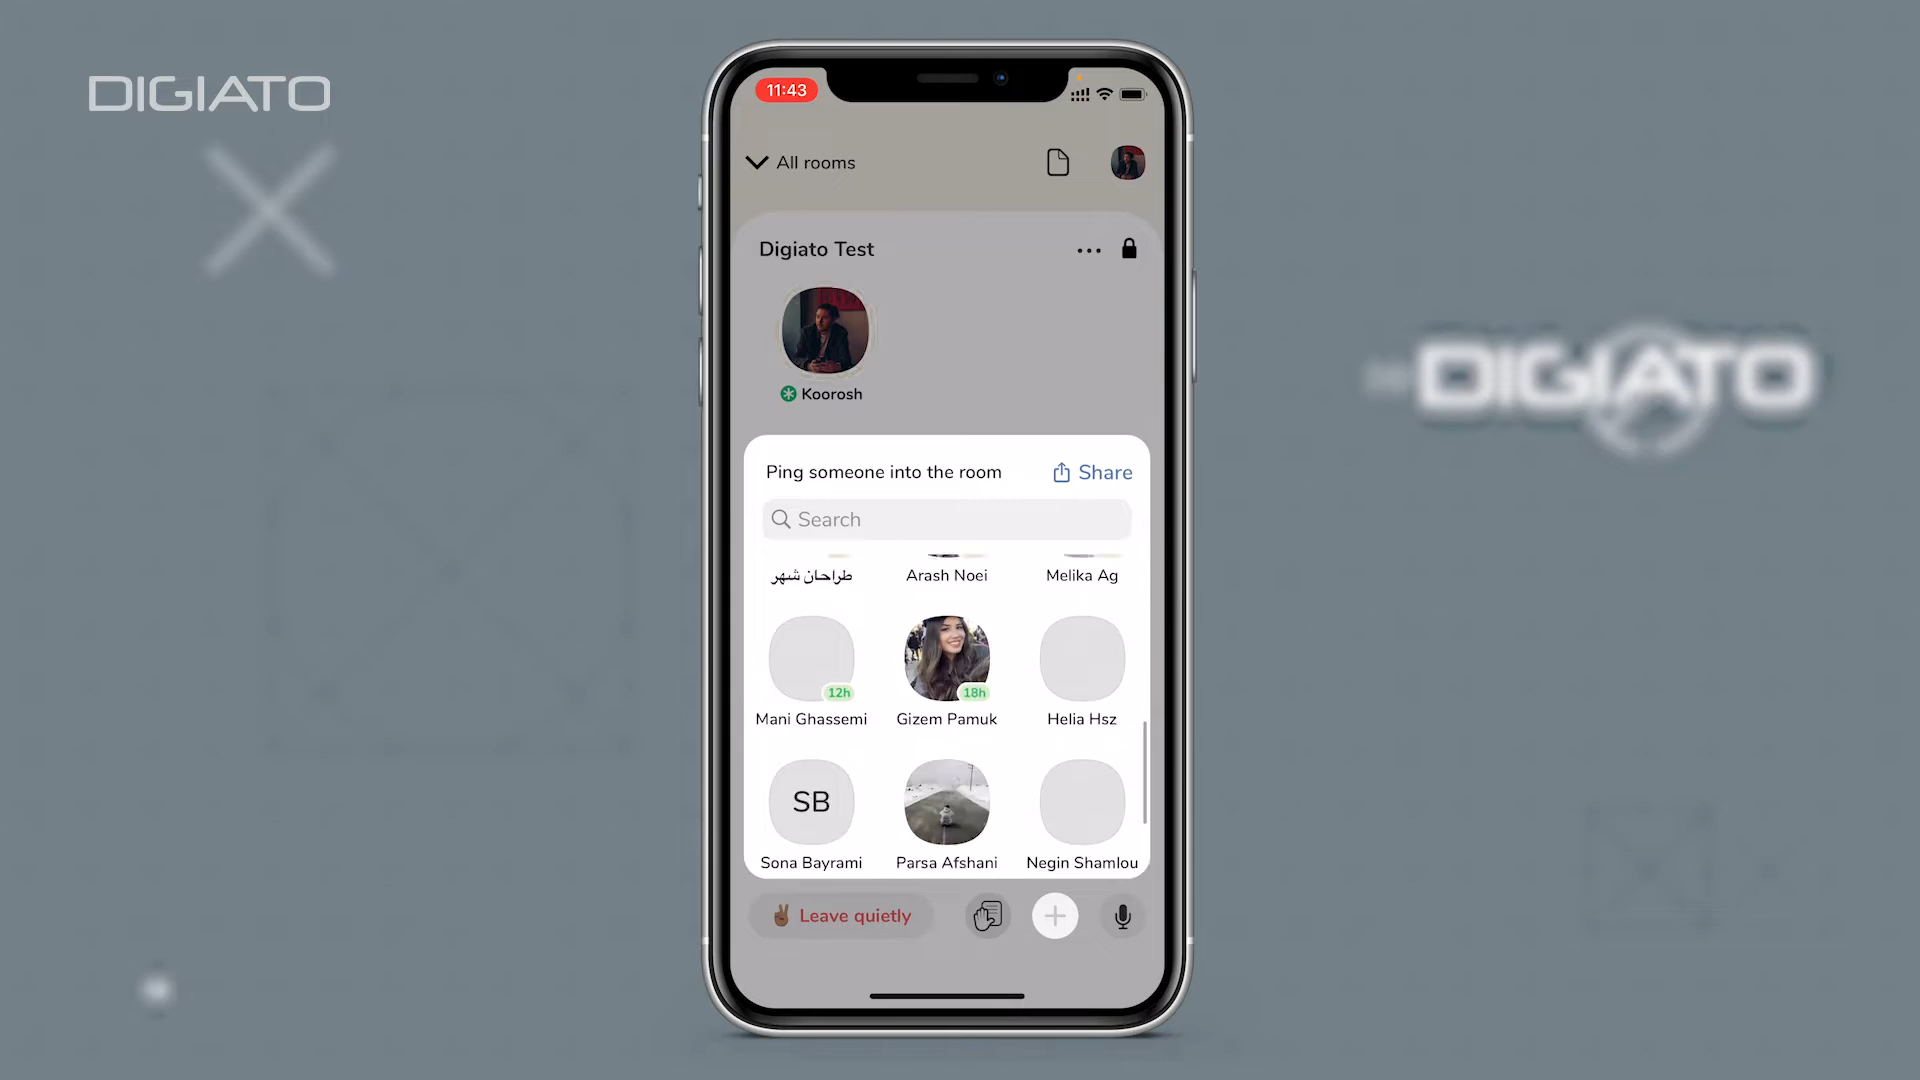 DIGIATO
11:43
All rooms
Digiato Test
Koorosh
DIGIATO
Ping someone into the room
Share
Search
طراحان شهر
Arash Noei
Melika Ag
12h
18h
Mani Ghassemi
Gizem Pamuk
Helia Hsz
SB
Sona Bayrami
Parsa Afshani
Negin Shamlou
Leave quietly